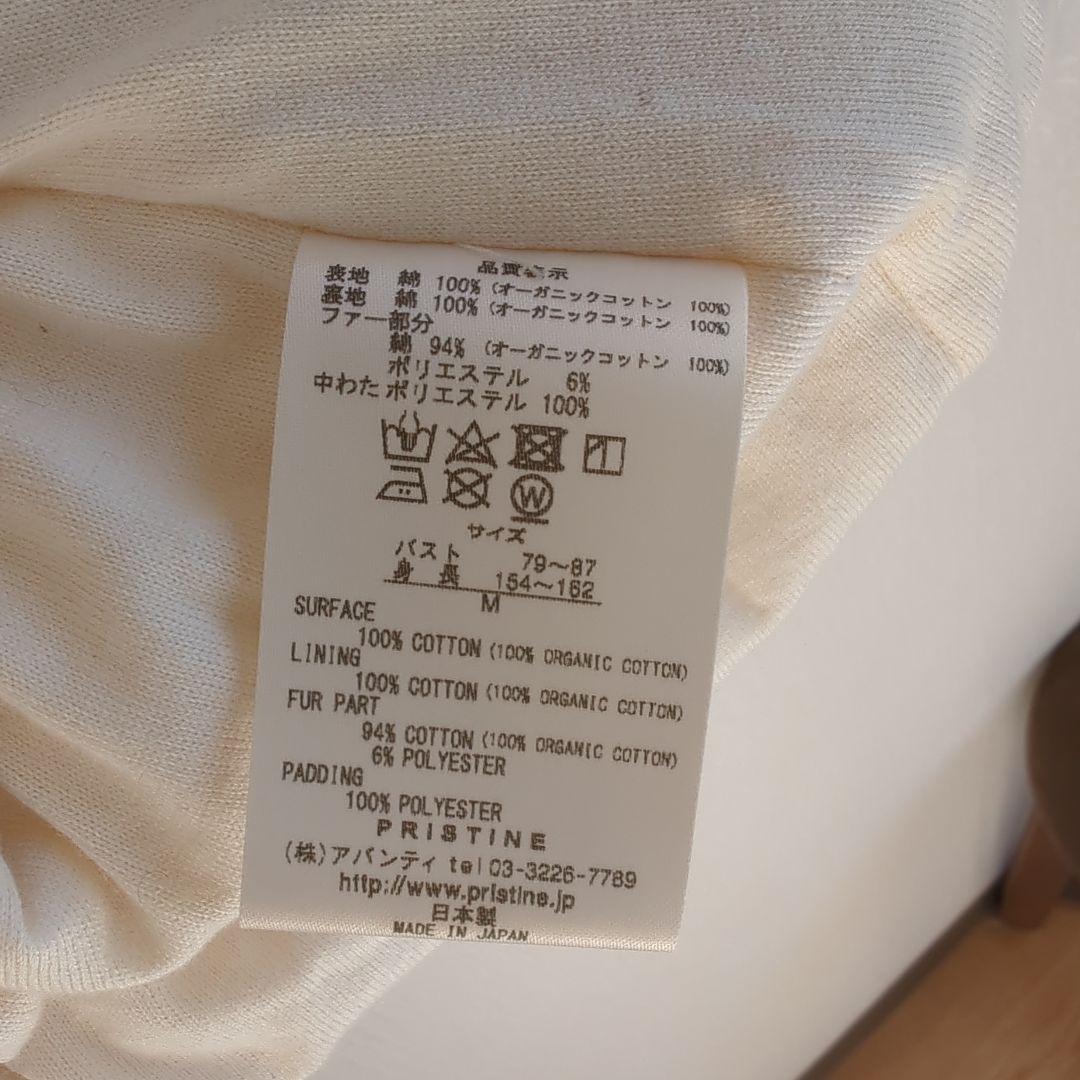 品質表示
表地 綿 100% (オーガニックコットン 100%)
裏地 綿 100% (オーガニックコットン 100%)
ファー部分
綿 94% (オーガニックコットン 100%)
ポリエステル 6%
中わた ポリエステル 100%
W
サイズ
バスト 79～87
身 長 154～162
M
SURFACE
100% COTTON (100% ORGANIC COTTON)
LINING
100% COTTON (100% ORGANIC COTTON)
FUR PART
94% COTTON (100% ORGANIC COTTON)
6% POLYESTER
PADDING
100% POLYESTER
PRISTINE
(株)アバンティ tel 03-3226-7789
http://www.pristine.jp
日本製
MADE IN JAPAN